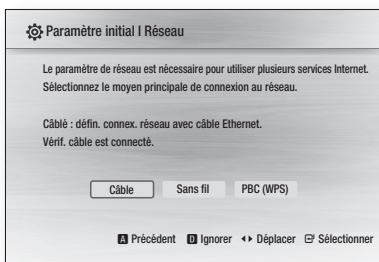 Paramètre initial I Réseau
Le paramètre de réseau est nécessaire pour utiliser plusieurs services Internet.
Sélectionnez le moyen principale de connexion au réseau.
Câblé : défin. connex. réseau avec câble Ethernet.
Vérif. câble est connecté.
Câble Sans fil PBC (WPS)
A Précédent D Ignorer Déplacer Sélectionner